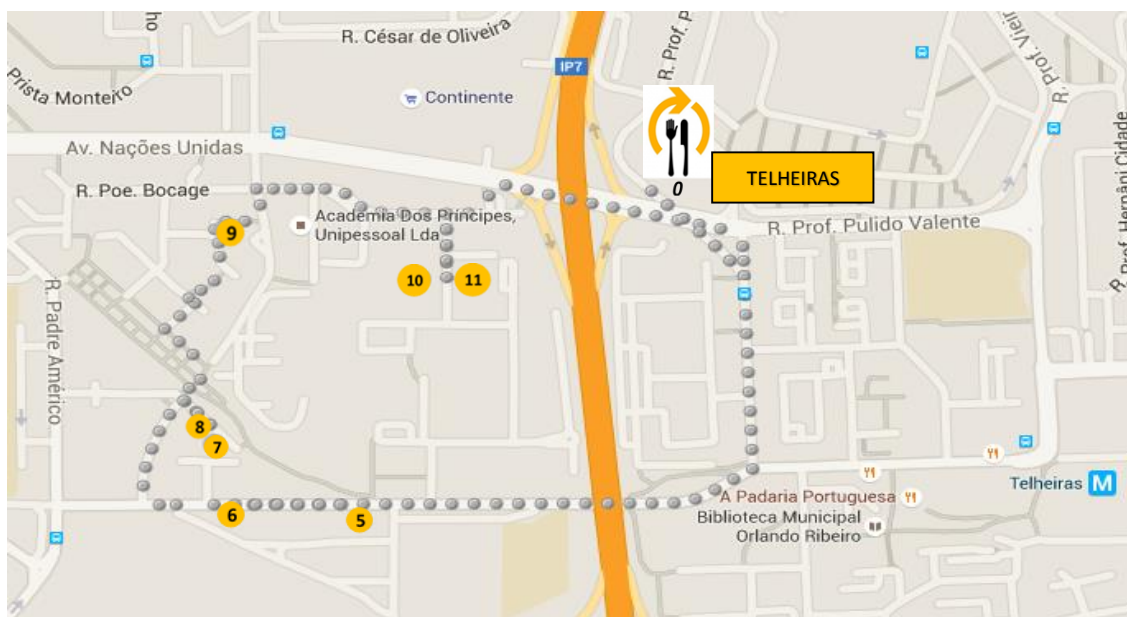 ho
R. César de Oliveira
R. Prof. P
R. Prof. Vieir
Prista Monteiro
IP7
Continente
Av. Nações Unidas
R. Poe. Bocage
0
TELHEIRAS
R. Prof. Hernâni Cidade
Academia Dos Príncipes,
Unipessoal Lda
R. Prof. Pulido Valente
9
10
11
R. Padre Américo
8
7
6
5
Telheiras M
A Padaria Portuguesa
Biblioteca Municipal
Orlando Ribeiro